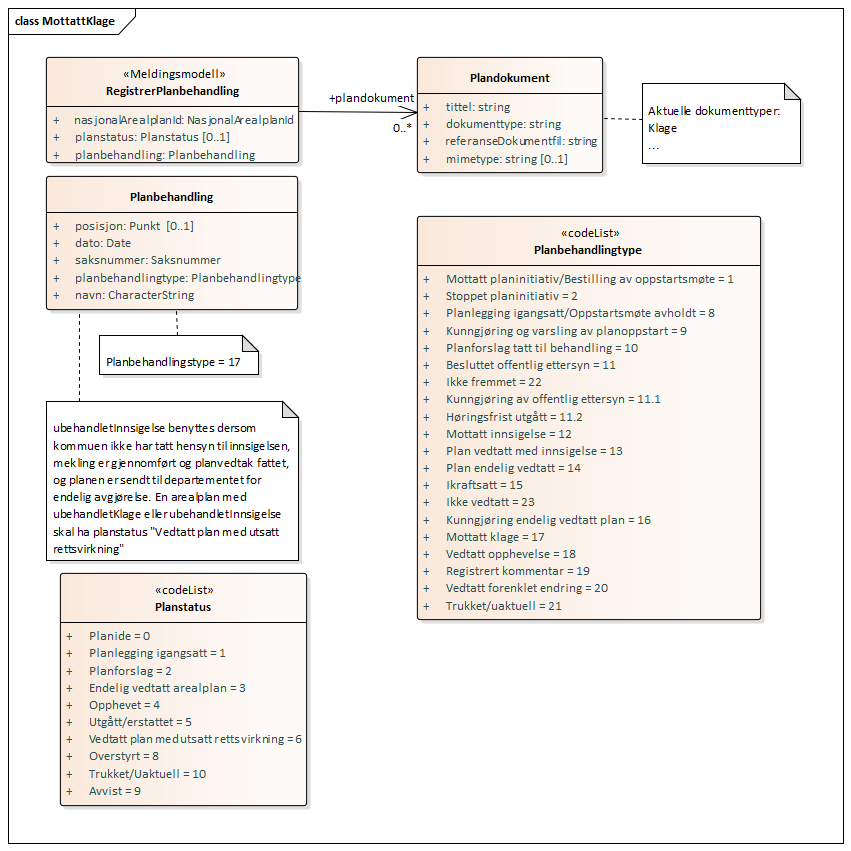 class MottattKlage
«Meldingsmodell»
RegistrerPlanbehandling
+ nasjonalArealplanId: NasjonalArealplanId
+ planstatus: Planstatus [0..1]
+ planbehandling: Planbehandling
+plandokument
0..*
Plandokument
+ tittel: string
+ dokumenttype: string
+ referanseDokumentfil: string
+ mimetype: string [0..1]
Aktuelle dokumenttyper:
Klage
...
Planbehandling
+ posisjon: Punkt [0..1]
+ dato: Date
+ saksnummer: Saksnummer
+ planbehandlingtype: Planbehandlingtype
+ navn: CharacterString
Planbehandlingstype = 17
ubehandletInnsigelse benyttes dersom
kommuen ikke har tatt hensyn til innsigelsen,
mekling er gjennomført og planvedtak fattet,
og planen er sendt til departementet for
endelig avgjørelse. En arealplan med
ubehandletKlage eller ubehandletInnsigelse
skal ha planstatus "Vedtatt plan med utsatt
rettsvirkning"
«codeList»
Planbehandlingtype
+ Mottatt planinitiativ/Bestilling av oppstartsmøte = 1
+ Stoppet planinitiativ = 2
+ Planlegging igangsatt/Oppstartsmøte avholdt = 8
+ Kunngjøring og varsling av planoppstart = 9
+ Planforslag tatt til behandling = 10
+ Besluttet offentlig ettersyn = 11
+ Ikke fremmet = 22
+ Kunngjøring av offentlig ettersyn = 11.1
+ Høringsfrist utgått = 11.2
+ Mottatt innsigelse = 12
+ Plan vedtatt med innsigelse = 13
+ Plan endelig vedtatt = 14
+ Ikraftsatt = 15
+ Ikke vedtatt = 23
+ Kunngjøring endelig vedtatt plan = 16
+ Mottatt klage = 17
+ Vedtatt opphevelse = 18
+ Registrert kommentar = 19
+ Vedtatt forenklet endring = 20
+ Trukket/uaktuell = 21
«codeList»
Planstatus
+ Planide = 0
+ Planlegging igangsatt = 1
+ Planforslag = 2
+ Endelig vedtatt arealplan = 3
+ Opphevet = 4
+ Utgått/erstattet = 5
+ Vedtatt plan med utsatt rettsvirkning = 6
+ Overstyrt = 8
+ Trukket/Uaktuell = 10
+ Avvist = 9